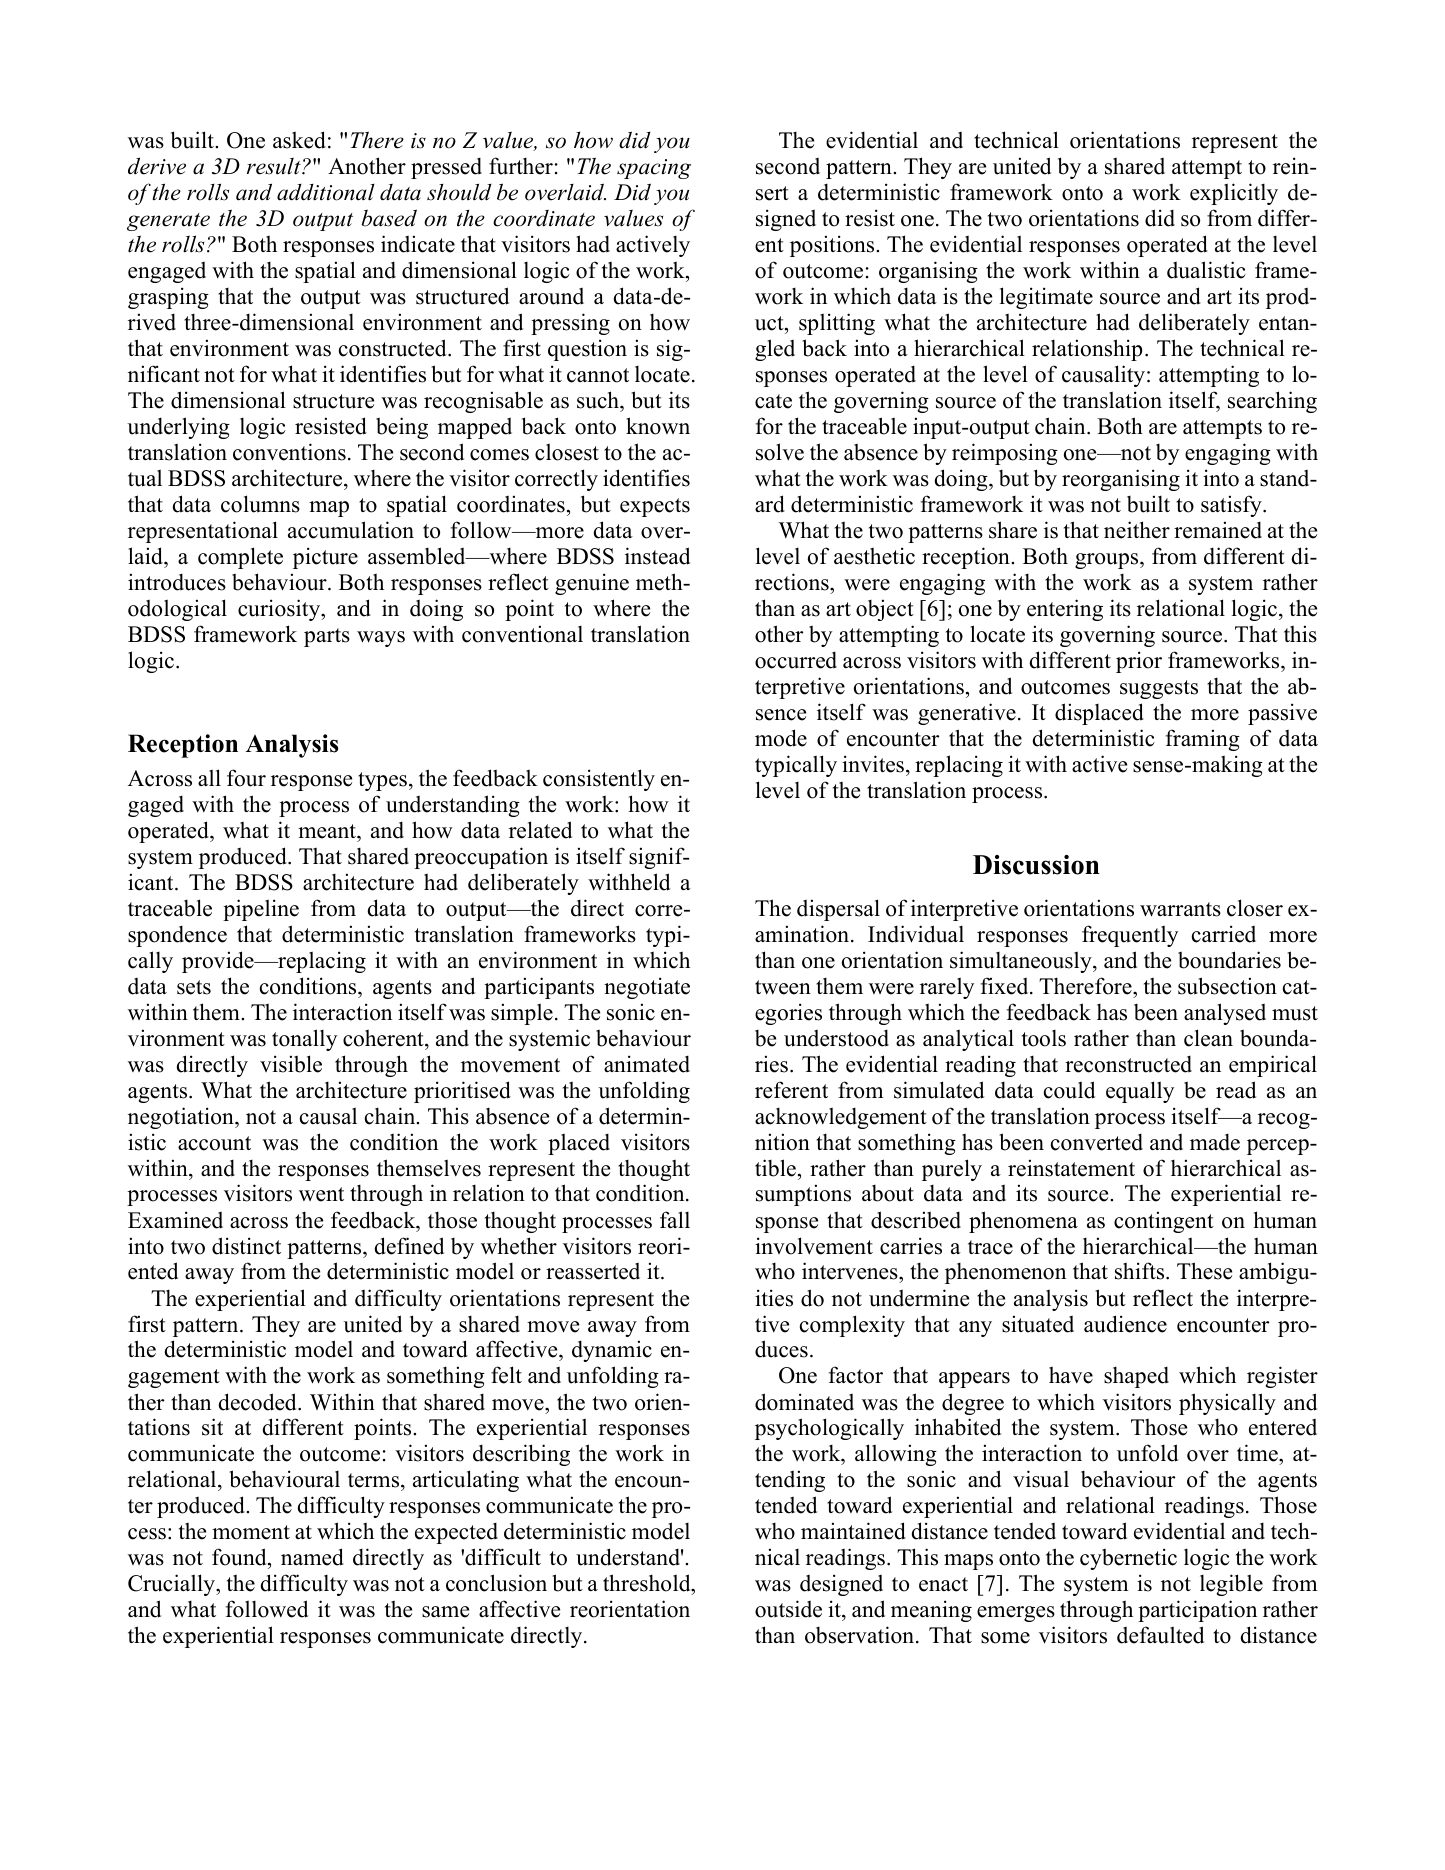 was built. One asked: "There is no Z value, so how did you
derive a 3D result?" Another pressed further: "The spacing
of the rolls and additional data should be overlaid. Did you
generate the 3D output based on the coordinate values of
the rolls?" Both responses indicate that visitors had actively
engaged with the spatial and dimensional logic of the work,
grasping that the output was structured around a data-de-
rived three-dimensional environment and pressing on how
that environment was constructed. The first question is sig-
nificant not for what it identifies but for what it cannot locate.
The dimensional structure was recognisable as such, but its
underlying logic resisted being mapped back onto known
translation conventions. The second comes closest to the ac-
tual BDSS architecture, where the visitor correctly identifies
that data columns map to spatial coordinates, but expects
representational accumulation to follow—more data over-
laid, a complete picture assembled—where BDSS instead
introduces behaviour. Both responses reflect genuine meth-
odological curiosity, and in doing so point to where the
BDSS framework parts ways with conventional translation
logic.
Reception Analysis
Across all four response types, the feedback consistently en-
gaged with the process of understanding the work: how it
operated, what it meant, and how data related to what the
system produced. That shared preoccupation is itself signif-
icant. The BDSS architecture had deliberately withheld a
traceable pipeline from data to output—the direct corre-
spondence that deterministic translation frameworks typi-
cally provide—replacing it with an environment in which
data sets the conditions, agents and participants negotiate
within them. The interaction itself was simple. The sonic en-
vironment was tonally coherent, and the systemic behaviour
was directly visible through the movement of animated
agents. What the architecture prioritised was the unfolding
negotiation, not a causal chain. This absence of a determin-
istic account was the condition the work placed visitors
within, and the responses themselves represent the thought
processes visitors went through in relation to that condition.
Examined across the feedback, those thought processes fall
into two distinct patterns, defined by whether visitors reori-
ented away from the deterministic model or reasserted it.
The experiential and difficulty orientations represent the
first pattern. They are united by a shared move away from
the deterministic model and toward affective, dynamic en-
gagement with the work as something felt and unfolding ra-
ther than decoded. Within that shared move, the two orien-
tations sit at different points. The experiential responses
communicate the outcome: visitors describing the work in
relational, behavioural terms, articulating what the encoun-
ter produced. The difficulty responses communicate the pro-
cess: the moment at which the expected deterministic model
was not found, named directly as 'difficult to understand'.
Crucially, the difficulty was not a conclusion but a threshold,
and what followed it was the same affective reorientation
the experiential responses communicate directly.
The evidential and technical orientations represent the
second pattern. They are united by a shared attempt to rein-
sert a deterministic framework onto a work explicitly de-
signed to resist one. The two orientations did so from differ-
ent positions. The evidential responses operated at the level
of outcome: organising the work within a dualistic frame-
work in which data is the legitimate source and art its prod-
uct, splitting what the architecture had deliberately entan-
gled back into a hierarchical relationship. The technical re-
sponses operated at the level of causality: attempting to lo-
cate the governing source of the translation itself, searching
for the traceable input-output chain. Both are attempts to re-
solve the absence by reimposing one—not by engaging with
what the work was doing, but by reorganising it into a stand-
ard deterministic framework it was not built to satisfy.
What the two patterns share is that neither remained at the
level of aesthetic reception. Both groups, from different di-
rections, were engaging with the work as a system rather
than as art object [6]; one by entering its relational logic, the
other by attempting to locate its governing source. That this
occurred across visitors with different prior frameworks, in-
terpretive orientations, and outcomes suggests that the ab-
sence itself was generative. It displaced the more passive
mode of encounter that the deterministic framing of data
typically invites, replacing it with active sense-making at the
level of the translation process.
Discussion
The dispersal of interpretive orientations warrants closer ex-
amination. Individual responses frequently carried more
than one orientation simultaneously, and the boundaries be-
tween them were rarely fixed. Therefore, the subsection cat-
egories through which the feedback has been analysed must
be understood as analytical tools rather than clean bounda-
ries. The evidential reading that reconstructed an empirical
referent from simulated data could equally be read as an
acknowledgement of the translation process itself—a recog-
nition that something has been converted and made percep-
tible, rather than purely a reinstatement of hierarchical as-
sumptions about data and its source. The experiential re-
sponse that described phenomena as contingent on human
involvement carries a trace of the hierarchical—the human
who intervenes, the phenomenon that shifts. These ambigu-
ities do not undermine the analysis but reflect the interpre-
tive complexity that any situated audience encounter pro-
duces.
One factor that appears to have shaped which register
dominated was the degree to which visitors physically and
psychologically inhabited the system. Those who entered
the work, allowing the interaction to unfold over time, at-
tending to the sonic and visual behaviour of the agents
tended toward experiential and relational readings. Those
who maintained distance tended toward evidential and tech-
nical readings. This maps onto the cybernetic logic the work
was designed to enact [7]. The system is not legible from
outside it, and meaning emerges through participation rather
than observation. That some visitors defaulted to distance